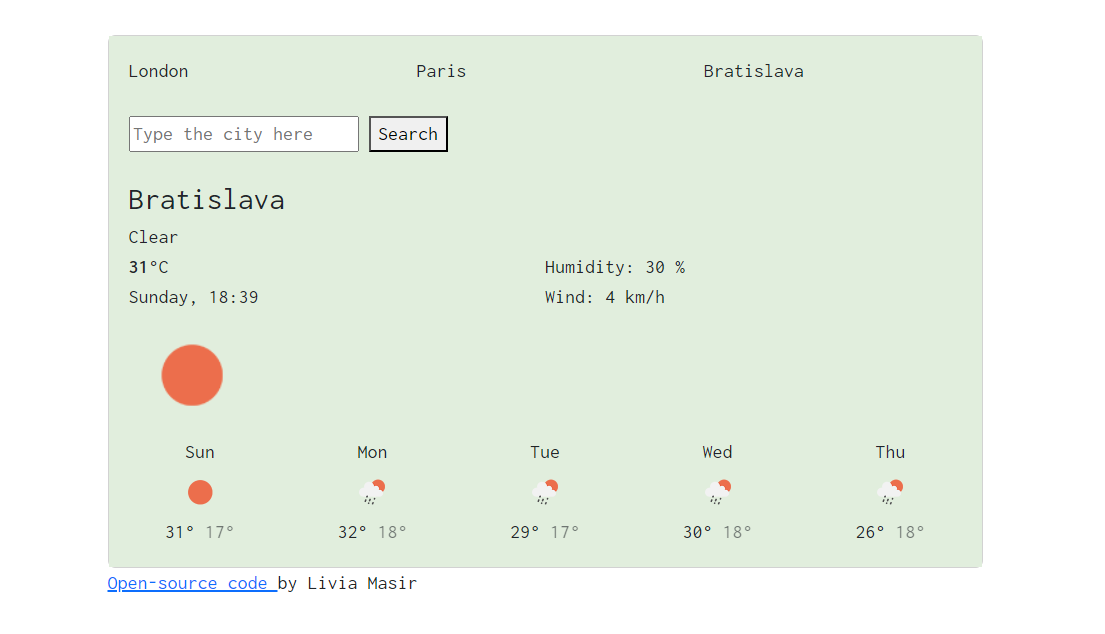 London Paris Bratislava
Type the city here Search
Bratislava
Clear
31°C Humidity: 30 %
Sunday, 18:39 Wind: 4 km/h
Sun Mon Tue Wed Thu
31° 17° 32° 18° 29° 17° 30° 18° 26° 18°
Open-source code by Livia Masir